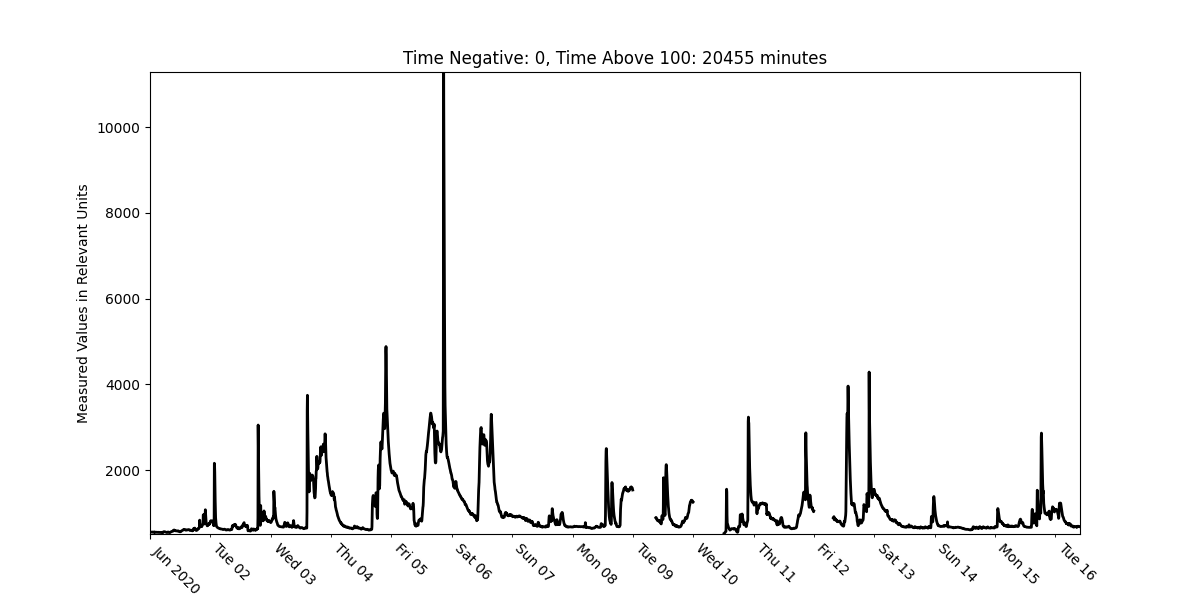 Time Negative: 0, Time Above 100: 20455 minutes
Measured Values in Relevant Units
10000
8000
6000
4000
2000
Jun 2020
Tue 02
Wed 03
Thu 04
Fri 05
Sat 06
Sun 07
Mon 08
Tue 09
Wed 10
Thu 11
Fri 12
Sat 13
Sun 14
Mon 15
Tue 16